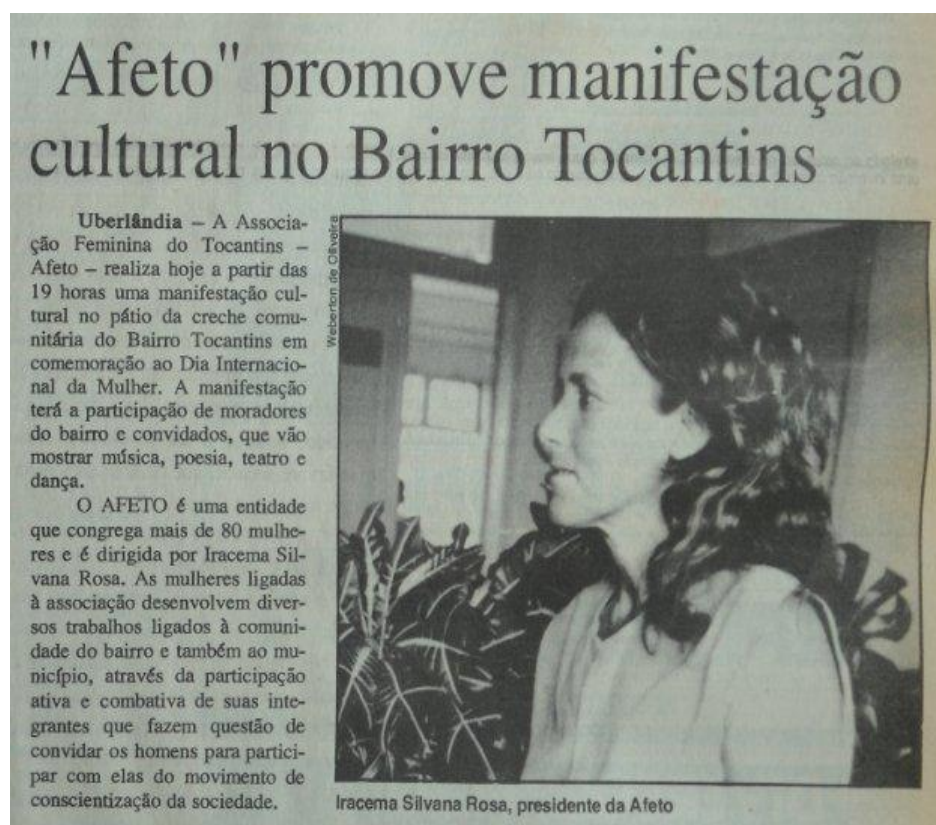 "Afeto" promove manifestação
cultural no Bairro Tocantins
Uberlândia – A Associa-
ção Feminina do Tocantins –
Afeto – realiza hoje a partir das
19 horas uma manifestação cul-
tural no pátio da creche comu-
nitária do Bairro Tocantins em
comemoração ao Dia Internacio-
nal da Mulher. A manifestação
terá a participação de moradores
do bairro e convidados, que vão
mostrar música, poesia, teatro e
dança.
O AFETO é uma entidade
que congrega mais de 80 mulhe-
res e é dirigida por Iracema Sil-
vana Rosa. As mulheres ligadas
à associação desenvolvem diver-
sos trabalhos ligados à comuni-
dade do bairro e também ao mu-
nicípio, através da participação
ativa e combativa de suas inte-
grantes que fazem questão de
convidar os homens para partici-
par com elas do movimento de
conscientização da sociedade.
Weberton de Oliveira
Iracema Silvana Rosa, presidente da Afeto